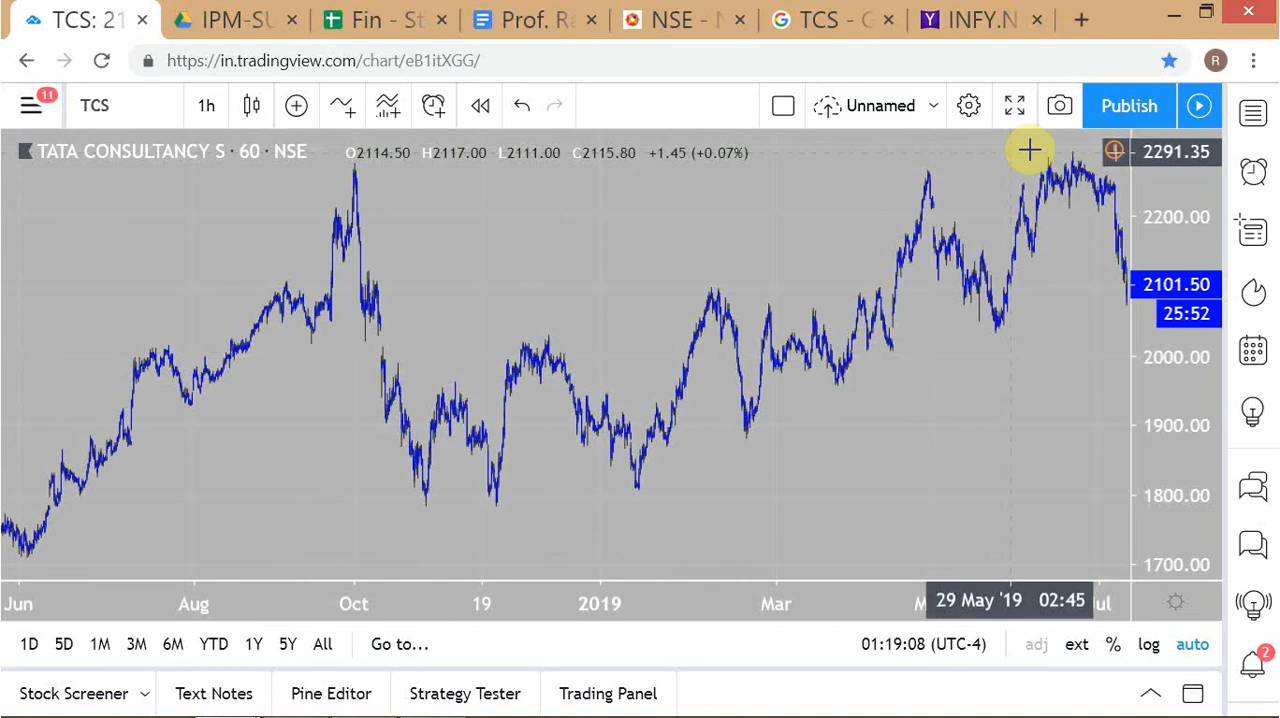 TCS: 21
IPM-SU
Fin - St
Prof. Ra
NSE - N
TCS - G
INFY.N
https://in.tradingview.com/chart/eB1itXGG/
R
11
TCS
1h
Unnamed
Publish
TATA CONSULTANCY S · 60 · NSE
O2114.50 H2117.00 L2111.00 C2115.80 +1.45 (+0.07%)
2291.35
2200.00
2101.50
25:52
2000.00
1900.00
1800.00
1700.00
Jun Aug Oct 19 2019 Mar M 29 May '19 02:45 Jul
1D 5D 1M 3M 6M YTD 1Y 5Y All Go to... 01:19:08 (UTC-4) adj ext % log auto
Stock Screener Text Notes Pine Editor Strategy Tester Trading Panel
2